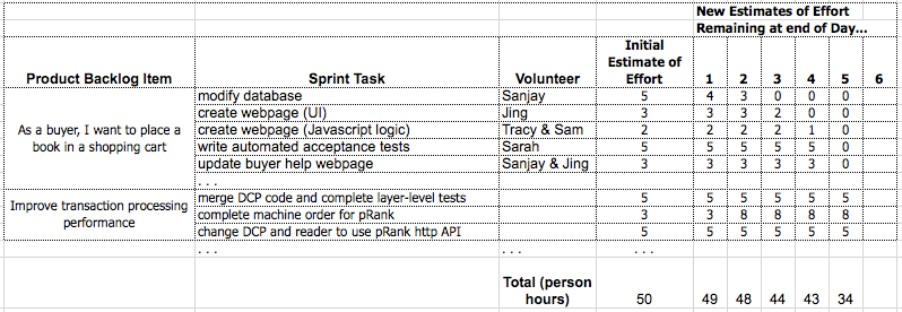 New Estimates of Effort
Remaining at end of Day...
Initial
Estimate of
Product Backlog Item Sprint Task Volunteer Effort 1 2 3 4 5 6
modify database Sanjay 5 4 3 0 0 0
create webpage (UI) Jing 3 3 3 2 0 0
As a buyer, I want to place a create webpage (Javascript logic) Tracy & Sam 2 2 2 2 1 0
book in a shopping cart write automated acceptance tests Sarah 5 5 5 5 5 0
update buyer help webpage Sanjay & Jing 3 3 3 3 3 0
. . .
Improve transaction processing merge DCP code and complete layer-level tests 5 5 5 5 5 5
performance complete machine order for pRank 3 3 8 8 8 8
change DCP and reader to use pRank http API 5 5 5 5 5 5
. . . . . . . . .
Total (person
hours) 50 49 48 44 43 34